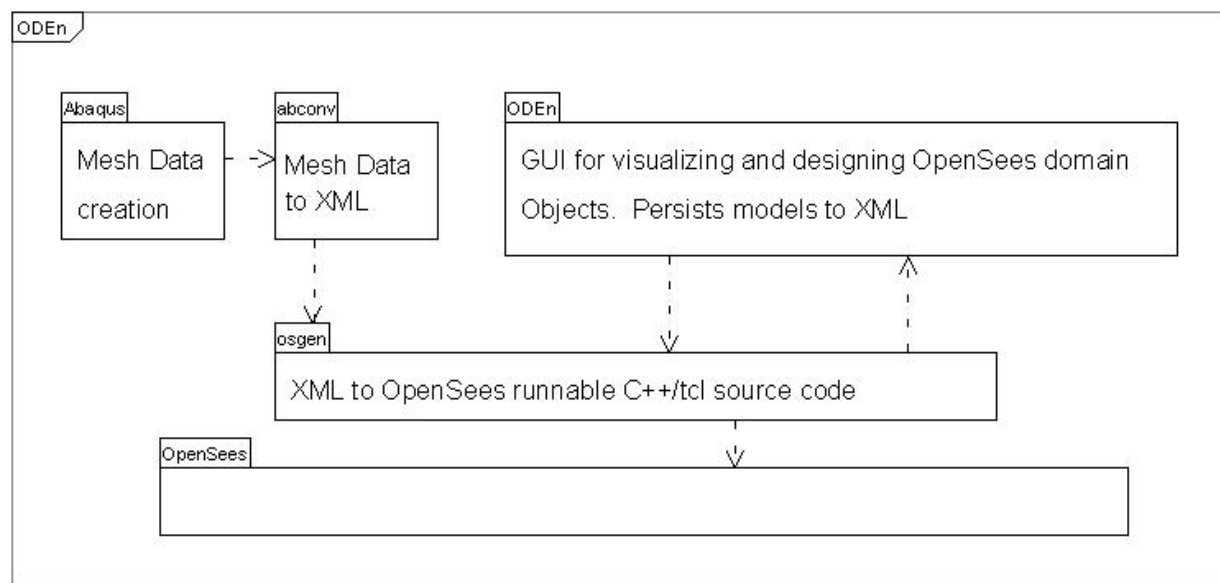 ODEn
Abaqus
Mesh Data
creation
abconv
Mesh Data
to XML
ODEn
GUI for visualizing and designing OpenSees domain
Objects. Persists models to XML
osgen
XML to OpenSees runnable C++/tcl source code
OpenSees